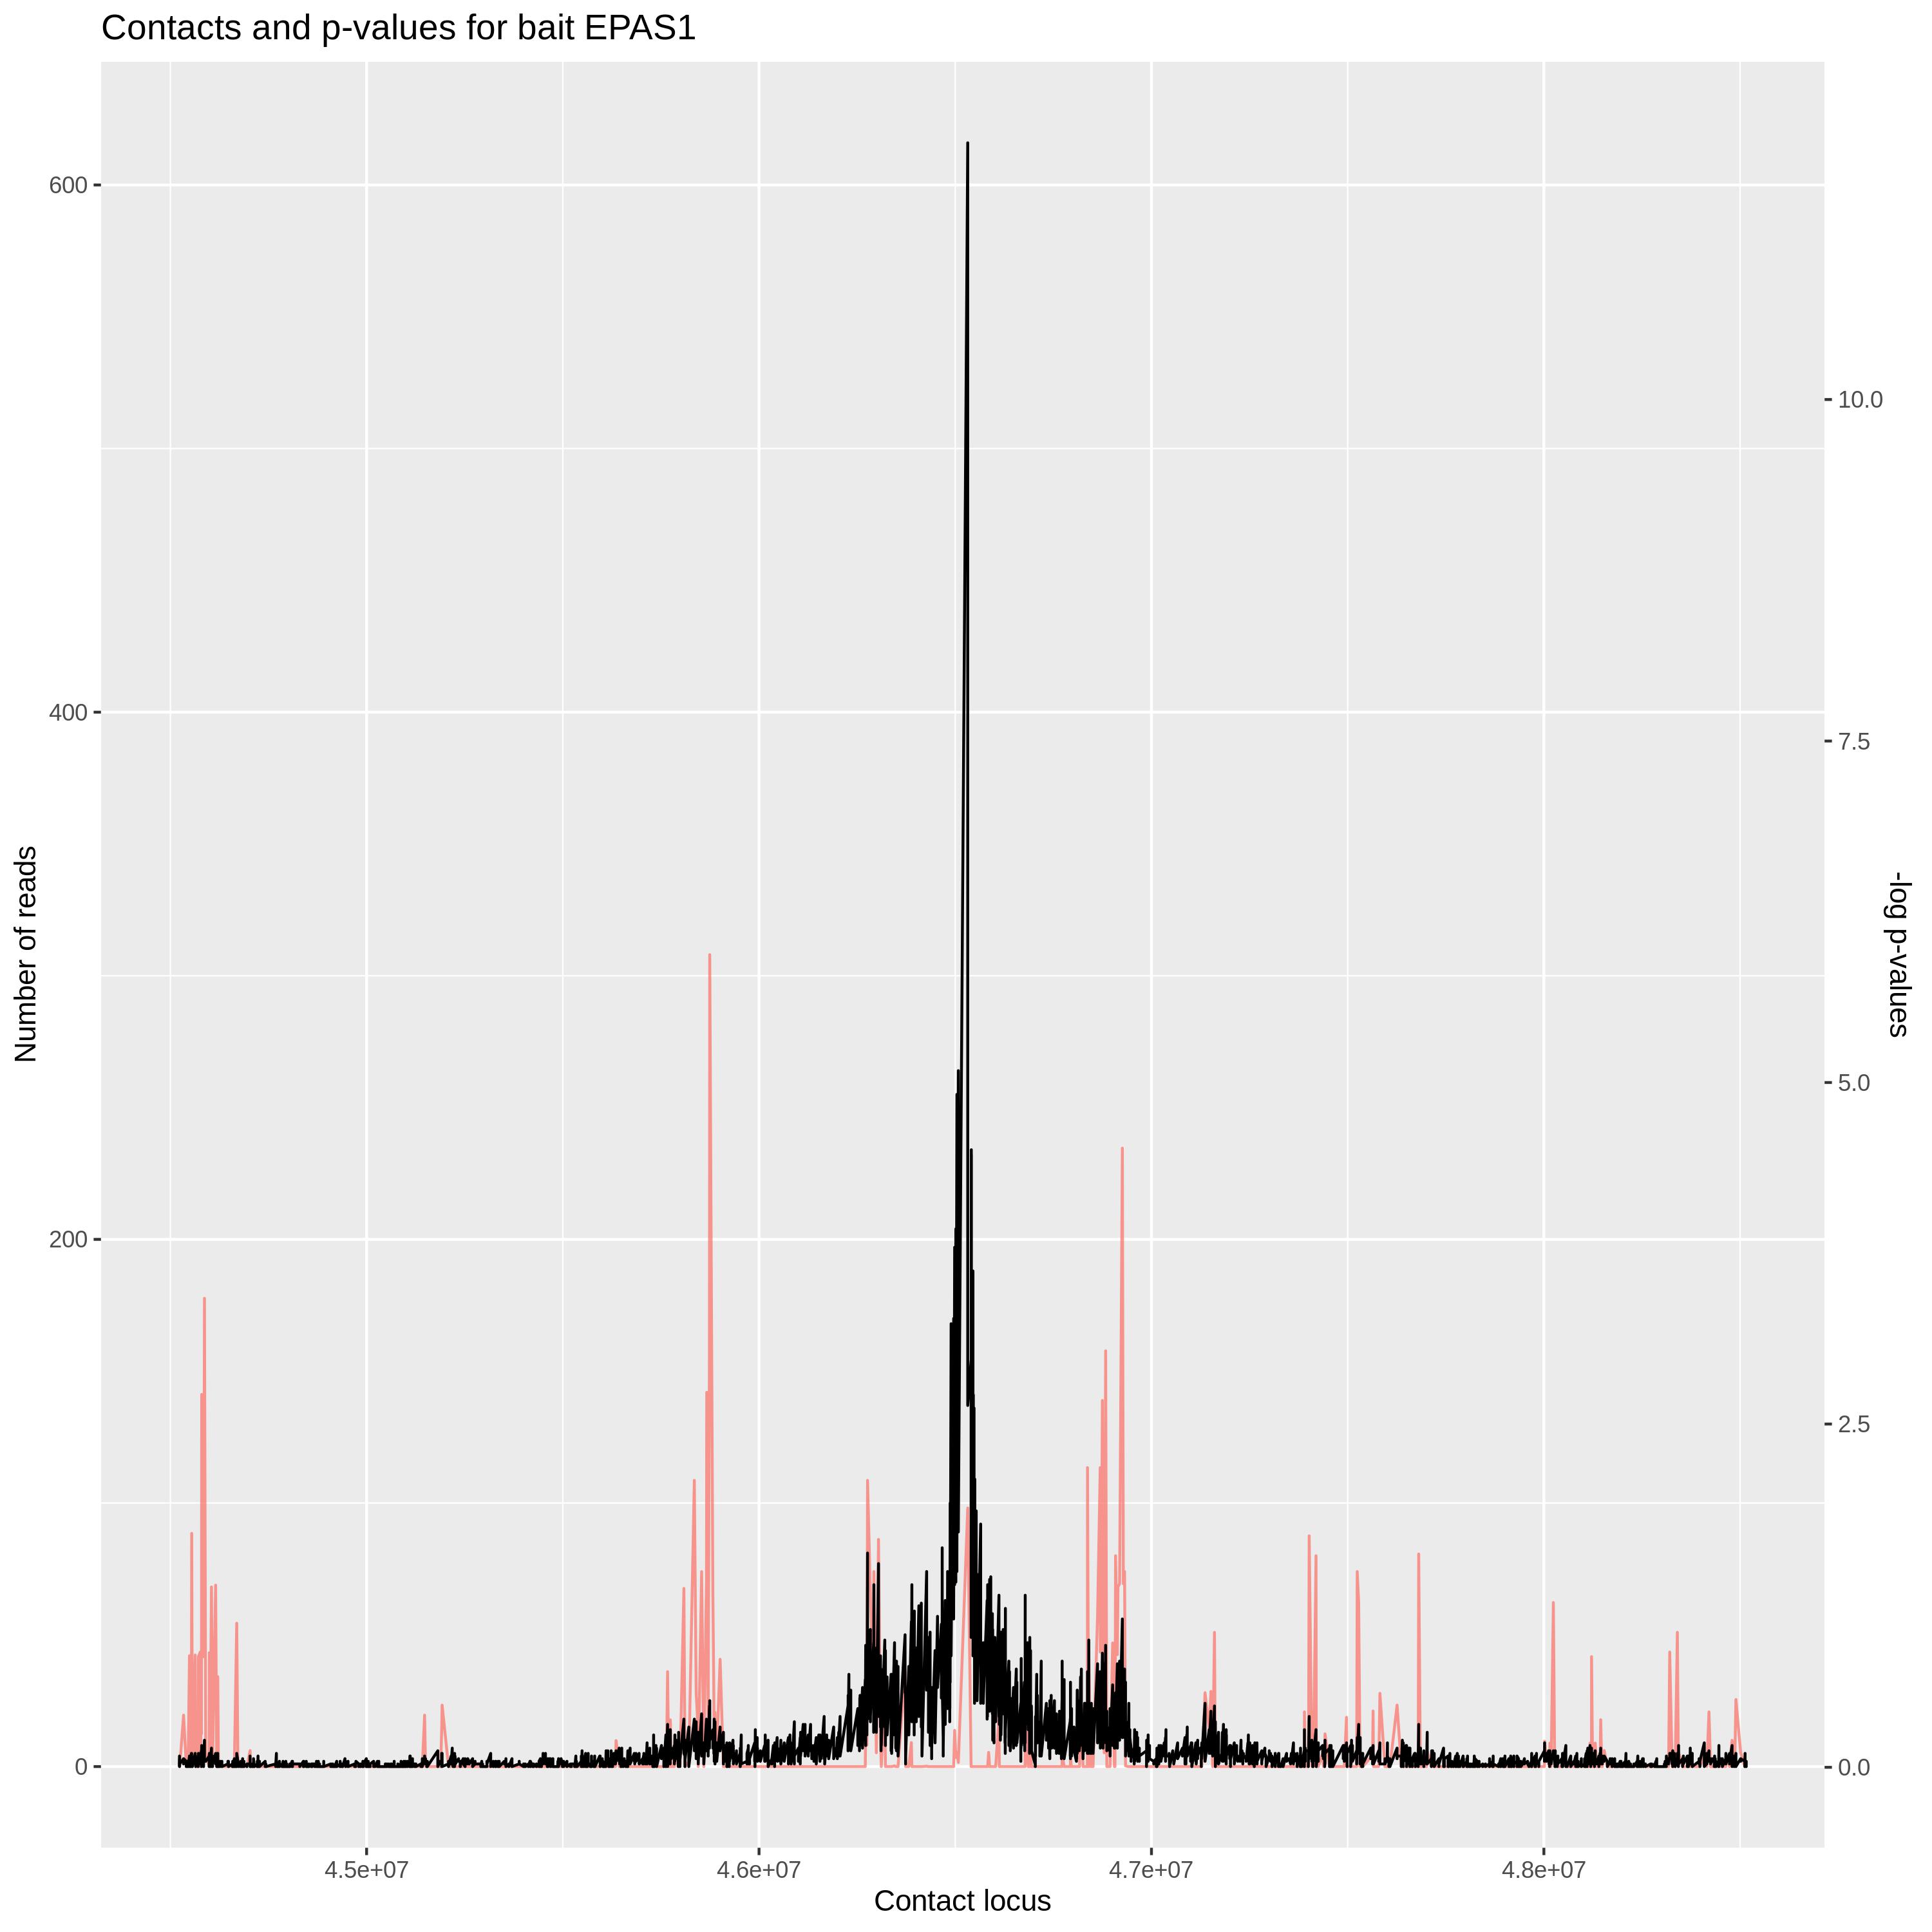 Contacts and p-values for bait EPAS1
600
400
200
0
Number of reads
10.0
7.5
5.0
2.5
0.0
-log p-values
4.5e+07 4.6e+07 4.7e+07 4.8e+07
Contact locus